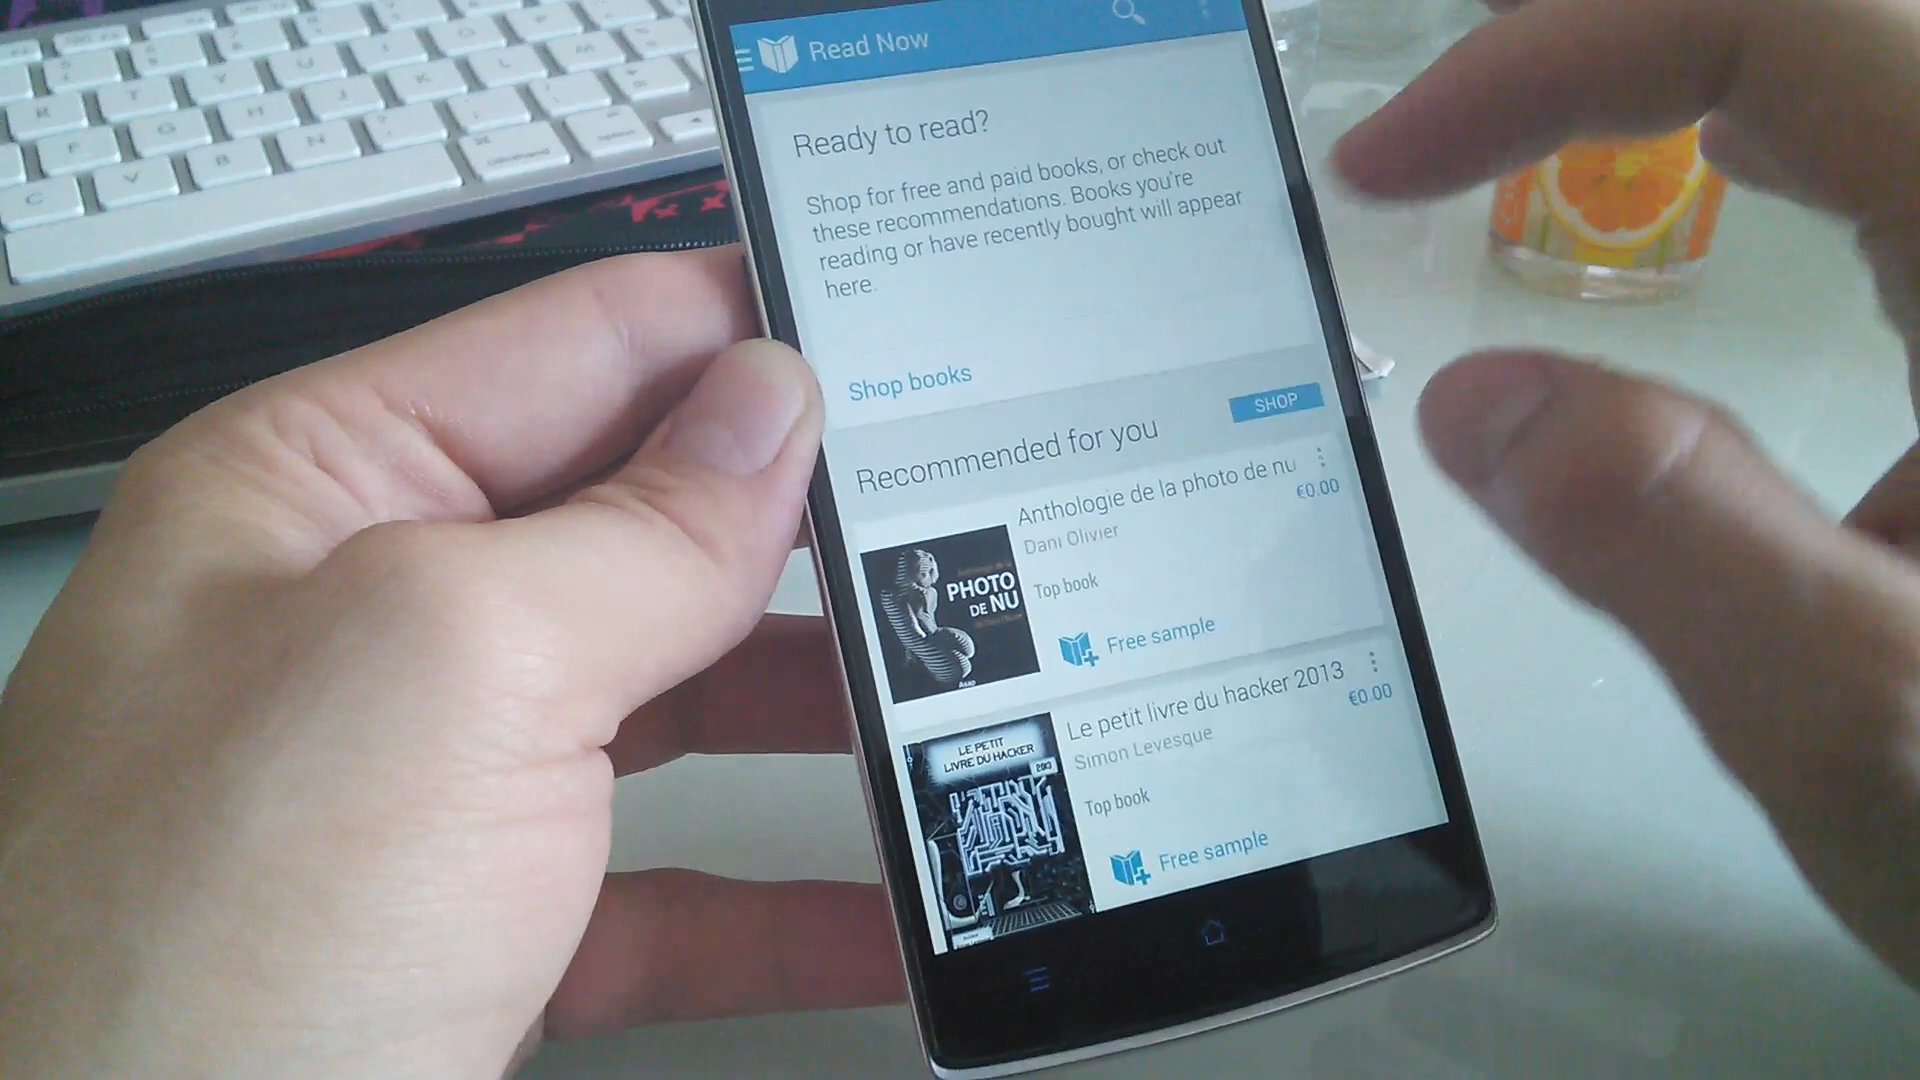 Read Now
Ready to read?
Shop for free and paid books, or check out
these recommendations. Books you're
reading or have recently bought will appear
here.
Shop books
Recommended for you
SHOP
Anthologie de la photo de nu
€0.00
Dani Olivier
Top book
Free sample
PHOTO
DE NU
Asap
Le petit livre du hacker 2013
€0.00
Simon Levesque
Top book
Free sample
LE PETIT
LIVRE DU HACKER
2013
command
option
R
T
Y
U
I
F
G
H
J
K
L
M
C
V
B
N